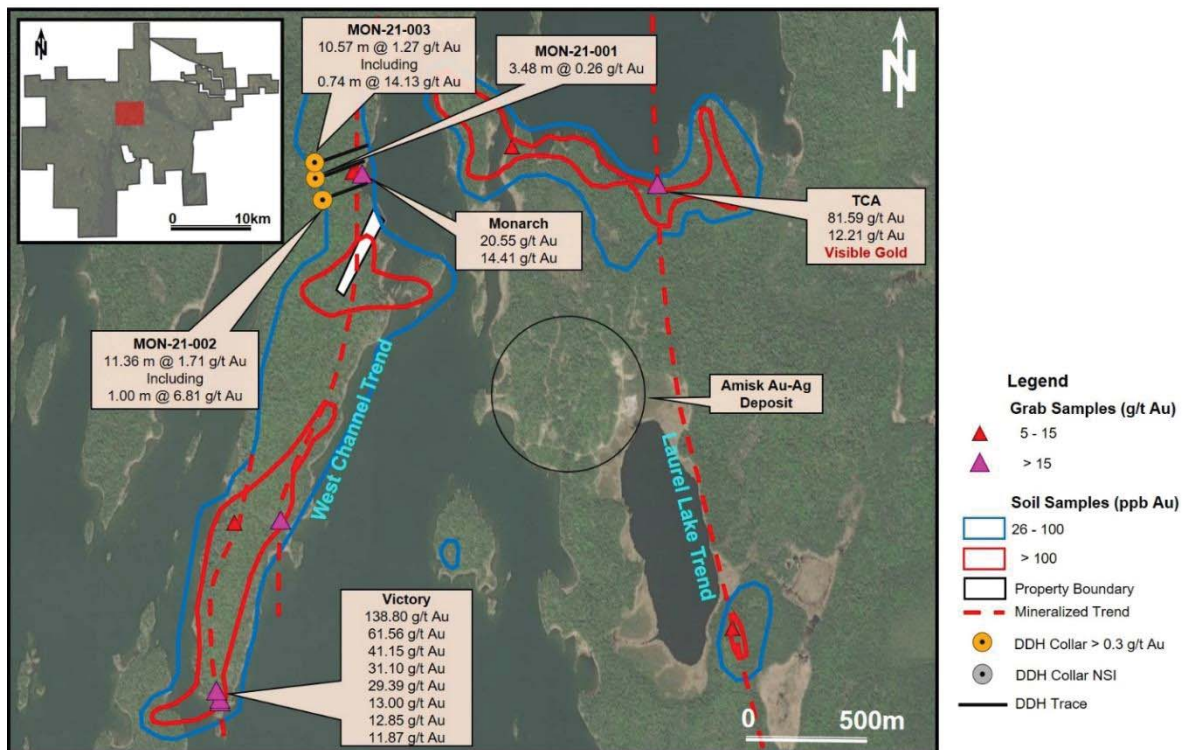 N
0 10km
MON-21-003
10.57 m @ 1.27 g/t Au
Including
0.74 m @ 14.13 g/t Au
MON-21-001
3.48 m @ 0.26 g/t Au
N
Monarch
20.55 g/t Au
14.41 g/t Au
TCA
81.59 g/t Au
12.21 g/t Au
Visible Gold
MON-21-002
11.36 m @ 1.71 g/t Au
Including
1.00 m @ 6.81 g/t Au
West Channel Trend
Amisk Au-Ag
Deposit
Laurel Lake Trend
Victory
138.80 g/t Au
61.56 g/t Au
41.15 g/t Au
31.10 g/t Au
29.39 g/t Au
13.00 g/t Au
12.85 g/t Au
11.87 g/t Au
0 500m
Legend
Grab Samples (g/t Au)
5 - 15
> 15
Soil Samples (ppb Au)
26 - 100
> 100
Property Boundary
Mineralized Trend
DDH Collar > 0.3 g/t Au
DDH Collar NSI
DDH Trace